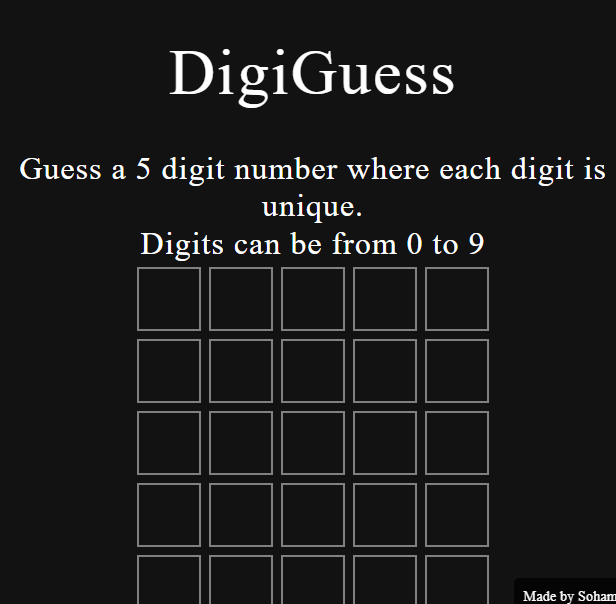 DigiGuess
Guess a 5 digit number where each digit is
unique.
Digits can be from 0 to 9
Made by Soham